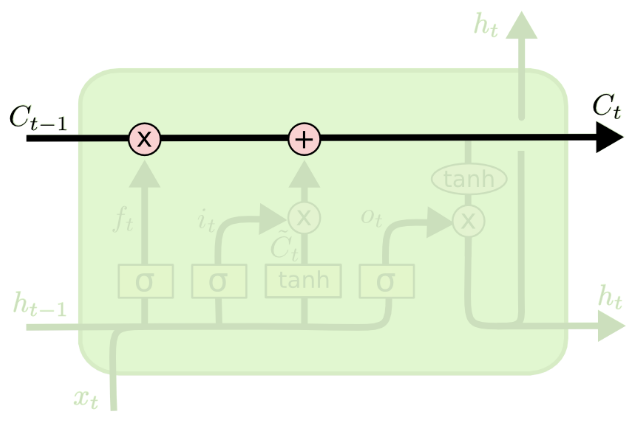 h_t
C_{t-1}
C_t
x
+
tanh
f_t
i_t
x
o_t
x
C̃_t
σ
σ
tanh
σ
h_{t-1}
h_t
x_t